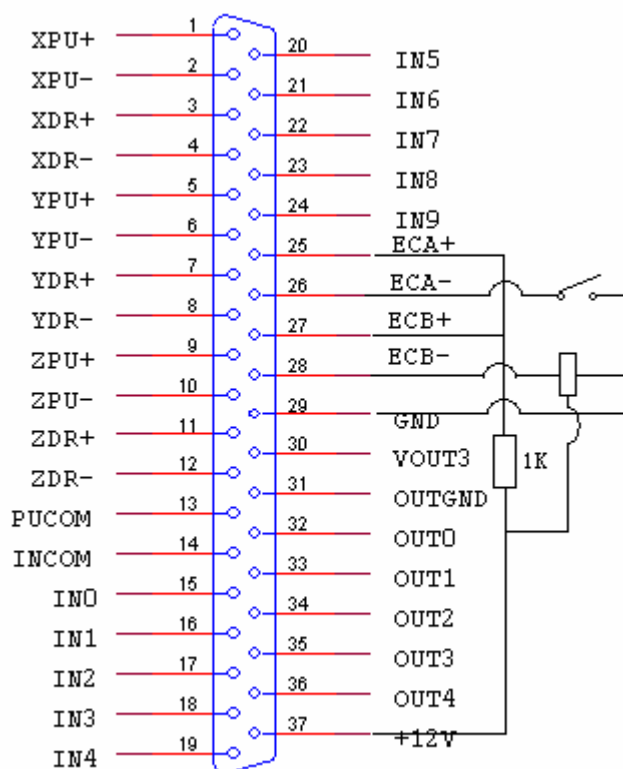 XPU+ 1
20 IN5
XPU- 2
21 IN6
XDR+ 3
22 IN7
XDR- 4
23 IN8
YPU+ 5
24 IN9
YPU- 6
25 ECA+
YDR+ 7
26 ECA-
YDR- 8
27 ECB+
ZPU+ 9
28 ECB-
ZPU- 10
29 GND
ZDR+ 11
30 VOUT3 1K
ZDR- 12
31 OUTGND
PUCOM 13
32 OUT0
INCOM 14
33 OUT1
IN0 15
34 OUT2
IN1 16
35 OUT3
IN2 17
36 OUT4
IN3 18
37 +12V
IN4 19